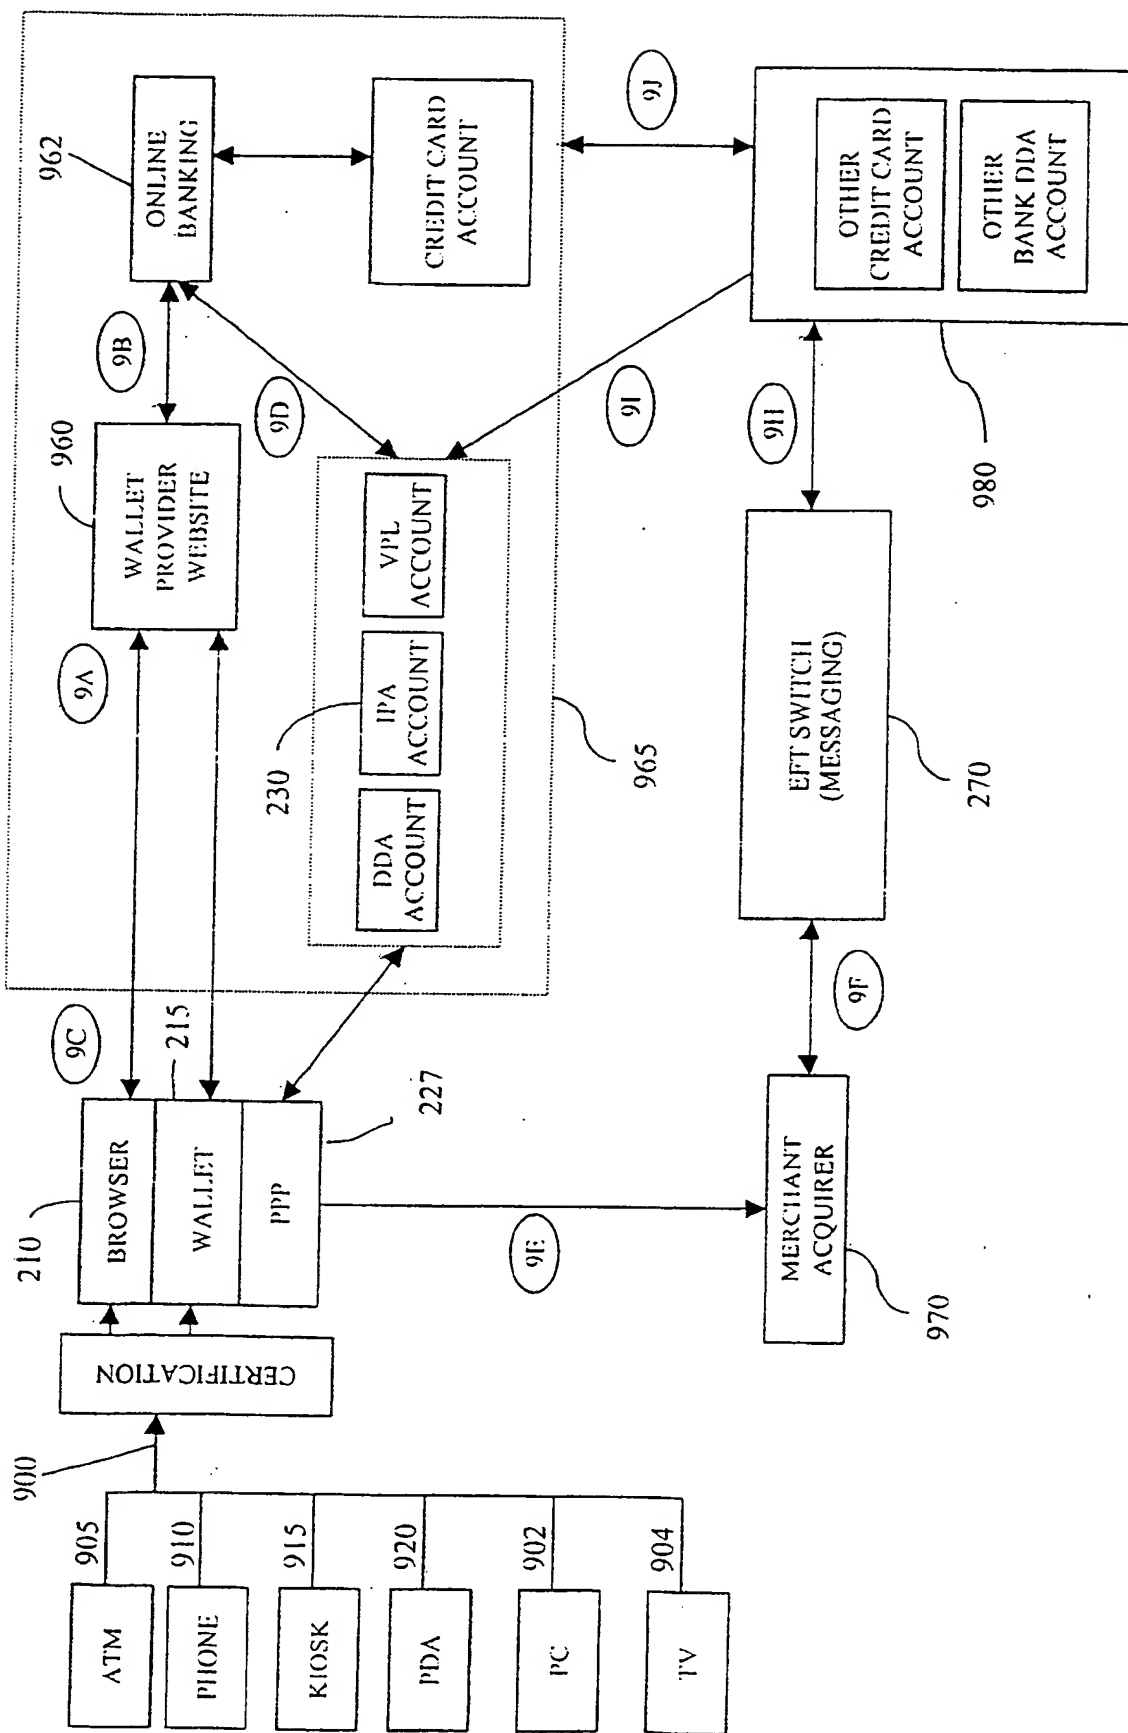 ATM
905
PHONE
910
KIOSK
915
PDA
920
PC
902
TV
904
900
CERTIFICATION
210
BROWSER
WALLET
PPP
215
227
9C
9A
WALLET
PROVIDER
WEBSITE
960
9B
ONLINE
BANKING
962
9D
CREDIT CARD
ACCOUNT
DDA
ACCOUNT
IPA
ACCOUNT
VPL
ACCOUNT
230
965
9E
MERCHANT
ACQUIRER
970
9F
EFT SWITCH
(MESSAGING)
270
9H
9I
9J
OTHER
CREDIT CARD
ACCOUNT
OTHER
BANK DDA
ACCOUNT
980